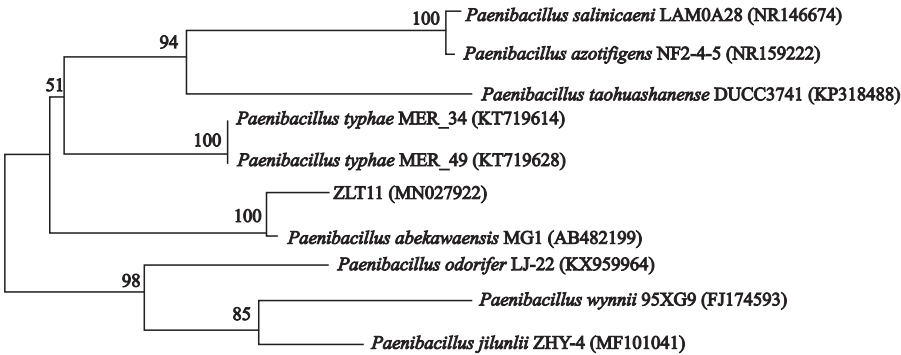 100
Paenibacillus salinicaeni LAM0A28 (NR146674)
94
Paenibacillus azotifigens NF2-4-5 (NR159222)
51
Paenibacillus taohuashanense DUCC3741 (KP318488)
Paenibacillus typhae MER_34 (KT719614)
100
Paenibacillus typhae MER_49 (KT719628)
ZLT11 (MN027922)
100
Paenibacillus abekawaensis MG1 (AB482199)
Paenibacillus odorifer LJ-22 (KX959964)
98
Paenibacillus wynnii 95XG9 (FJ174593)
85
Paenibacillus jilunlii ZHY-4 (MF101041)